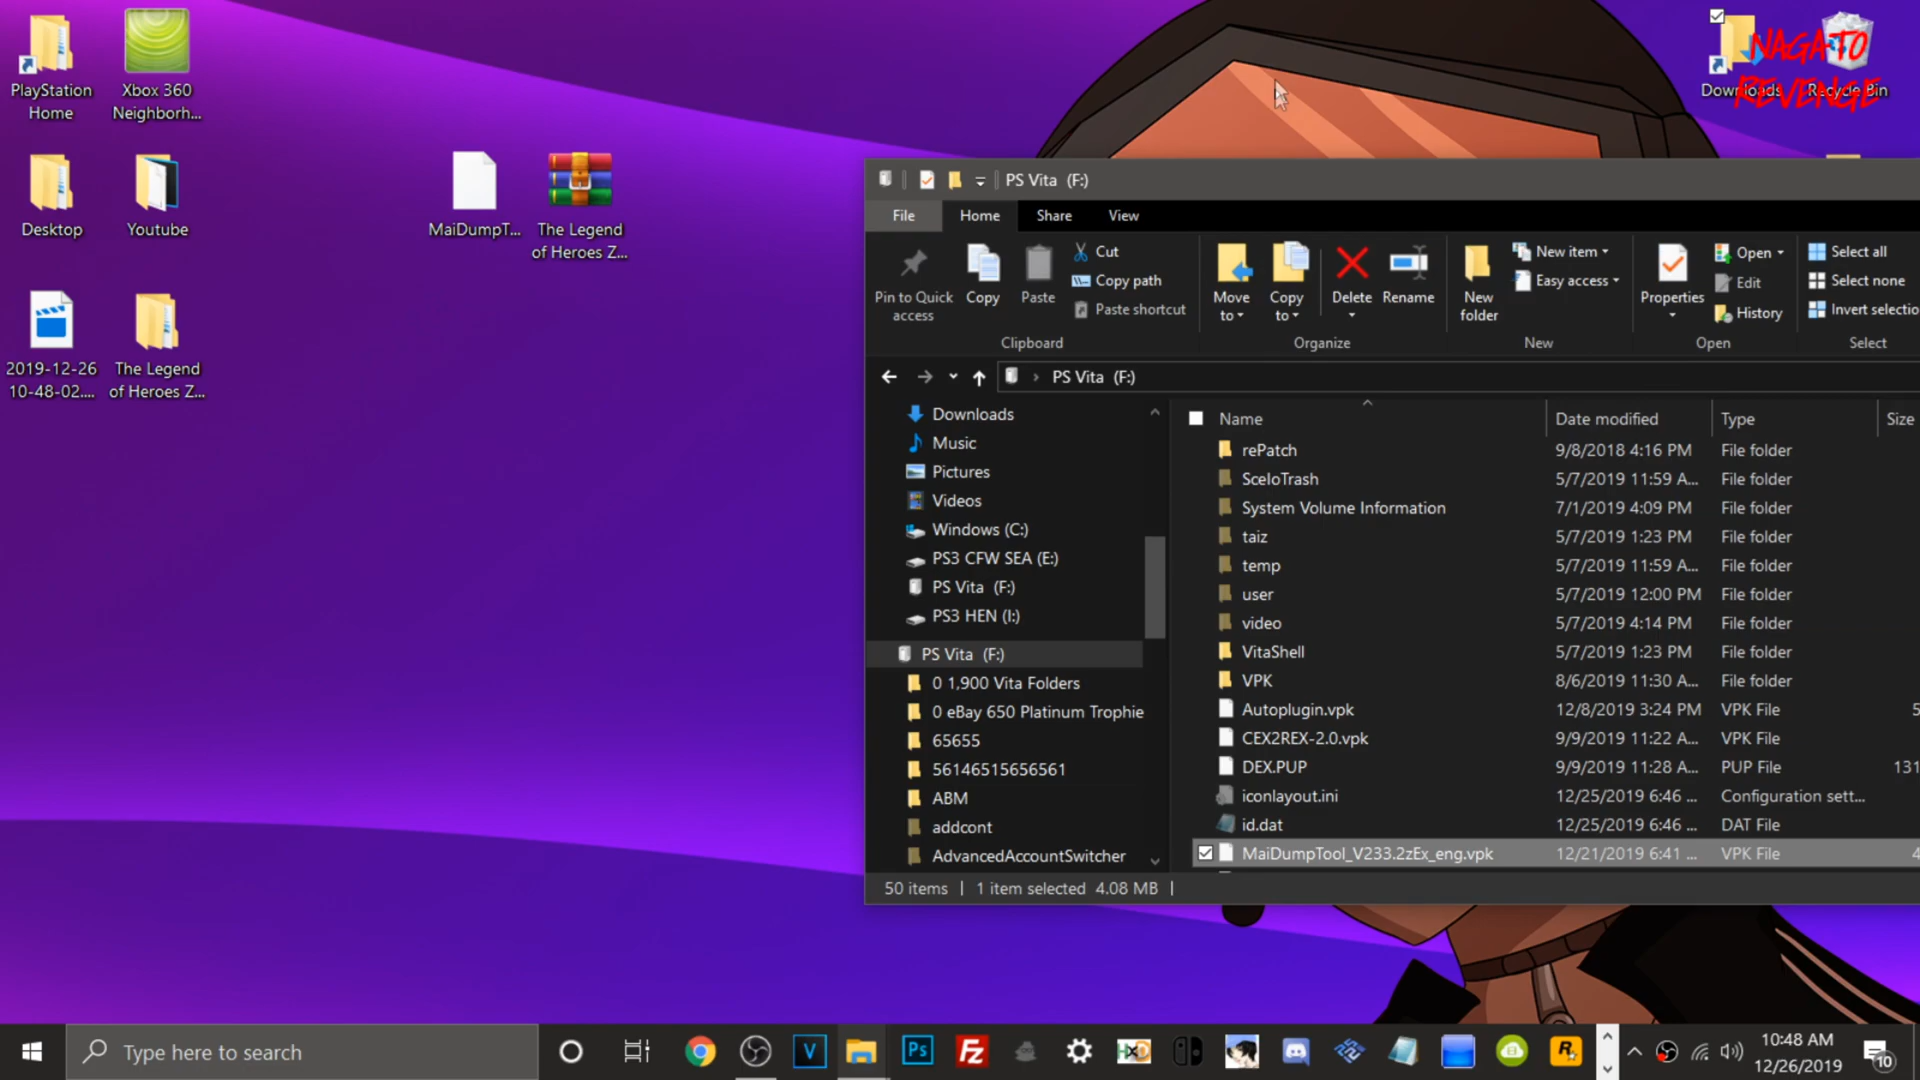 PlayStation
Home
Xbox 360
Neighborh...
Desktop
Youtube
2019-12-26
10-48-02....
The Legend
of Heroes Z...
MaiDumpT...
The Legend
of Heroes Z...
Downloads
Recycle Bin
NAGATO
REVENGE
PS Vita (F:)
File
Home
Share
View
Pin to Quick
access
Copy
Paste
Cut
Copy path
Paste shortcut
Clipboard
Move
to
Copy
to
Delete
Rename
Organize
New
folder
New item
Easy access
New
Properties
Open
Edit
History
Open
Select all
Select none
Invert selectio
Select
PS Vita (F:)
Downloads
Music
Pictures
Videos
Windows (C:)
PS3 CFW SEA (E:)
PS Vita (F:)
PS3 HEN (I:)
PS Vita (F:)
0 1,900 Vita Folders
0 eBay 650 Platinum Trophie
65655
56146515656561
ABM
addcont
AdvancedAccountSwitcher
Name Date modified Type Size
rePatch 9/8/2018 4:16 PM File folder
SceIoTrash 5/7/2019 11:59 A... File folder
System Volume Information 7/1/2019 4:09 PM File folder
taiz 5/7/2019 1:23 PM File folder
temp 5/7/2019 11:59 A... File folder
user 5/7/2019 12:00 PM File folder
video 5/7/2019 4:14 PM File folder
VitaShell 5/7/2019 1:23 PM File folder
VPK 8/6/2019 11:30 A... File folder
Autoplugin.vpk 12/8/2019 3:24 PM VPK File 5
CEX2REX-2.0.vpk 9/9/2019 11:22 A... VPK File
DEX.PUP 9/9/2019 11:28 A... PUP File 131
iconlayout.ini 12/25/2019 6:46 ... Configuration sett...
id.dat 12/25/2019 6:46 ... DAT File
MaiDumpTool_V233.2zEx_eng.vpk 12/21/2019 6:41 ... VPK File 4
50 items 1 item selected 4.08 MB
Type here to search
V
Ps
Fz
HxD
R
10:48 AM
12/26/2019
10